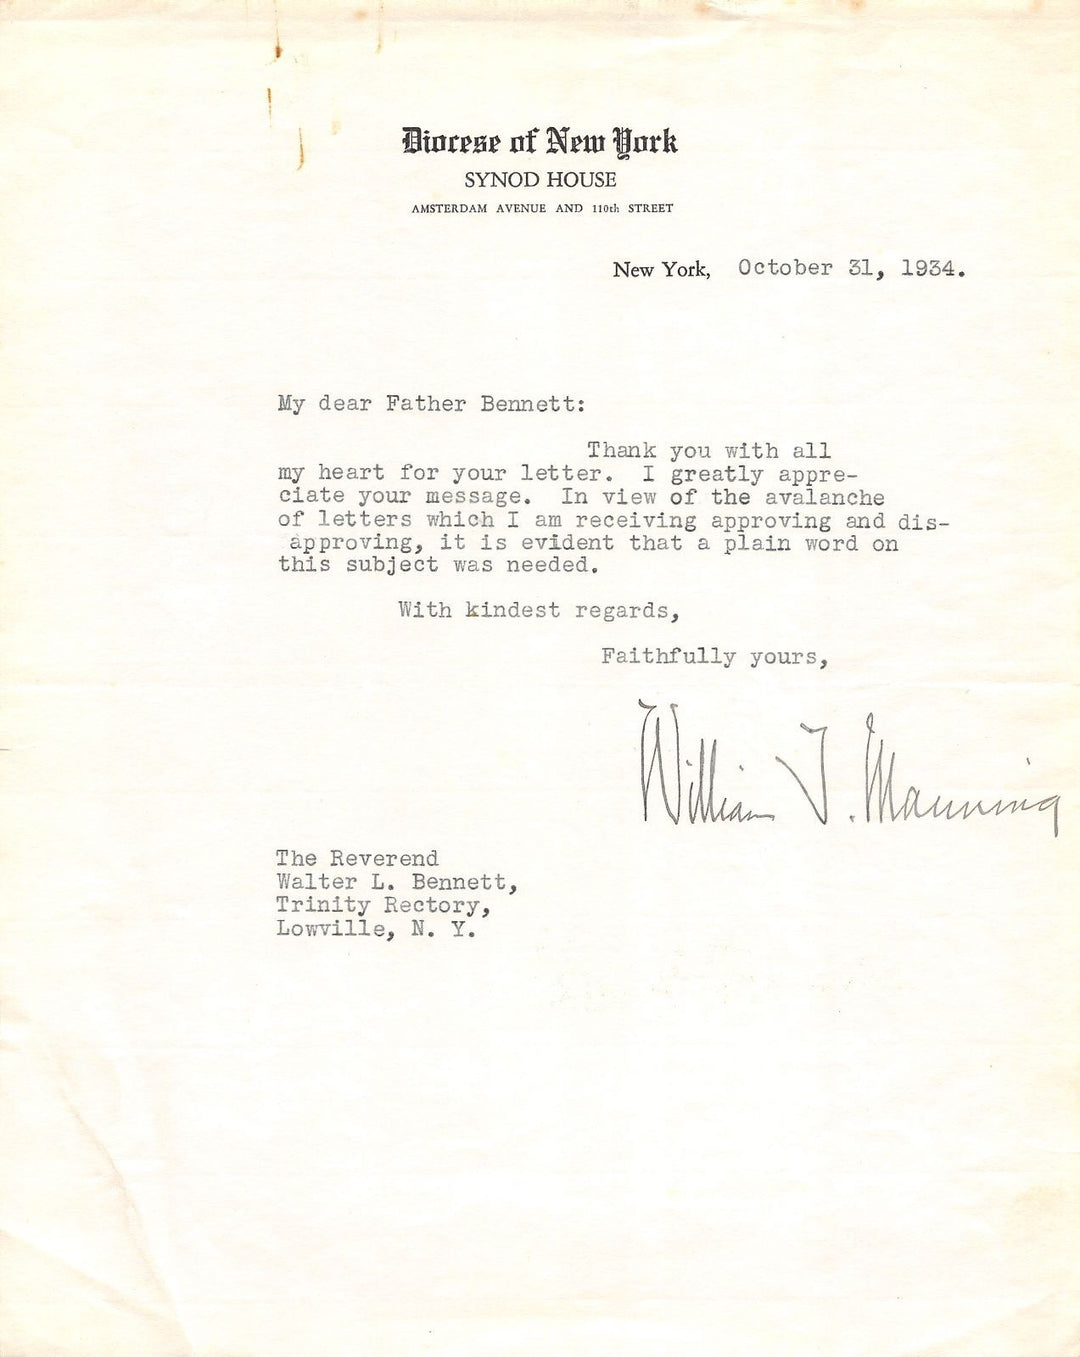 Diocese of New York
SYNOD HOUSE
AMSTERDAM AVENUE AND 110th STREET
New York, October 31, 1934.
My dear Father Bennett:
Thank you with all
my heart for your letter. I greatly appre-
ciate your message. In view of the avalanche
of letters which I am receiving approving and dis-
approving, it is evident that a plain word on
this subject was needed.
With kindest regards,
Faithfully yours,
William T. Manning
The Reverend
Walter L. Bennett,
Trinity Rectory,
Lowville, N. Y.